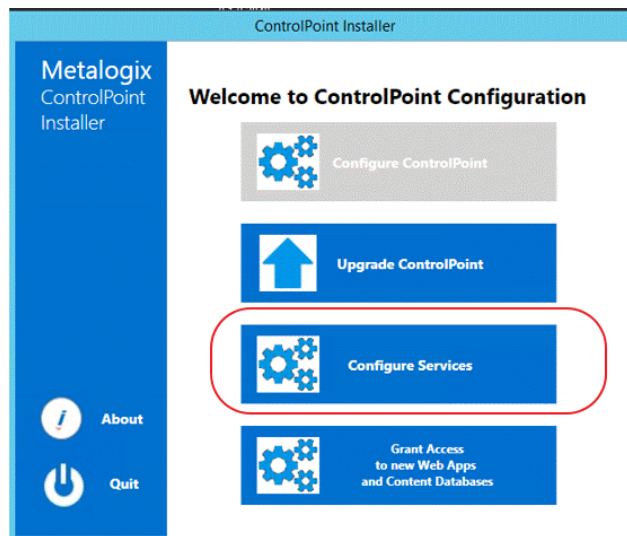 ControlPoint Installer
Metalogix
ControlPoint
Installer
Welcome to ControlPoint Configuration
Configure ControlPoint
Upgrade ControlPoint
Configure Services
Grant Access
to new Web Apps
and Content Databases
About
Quit